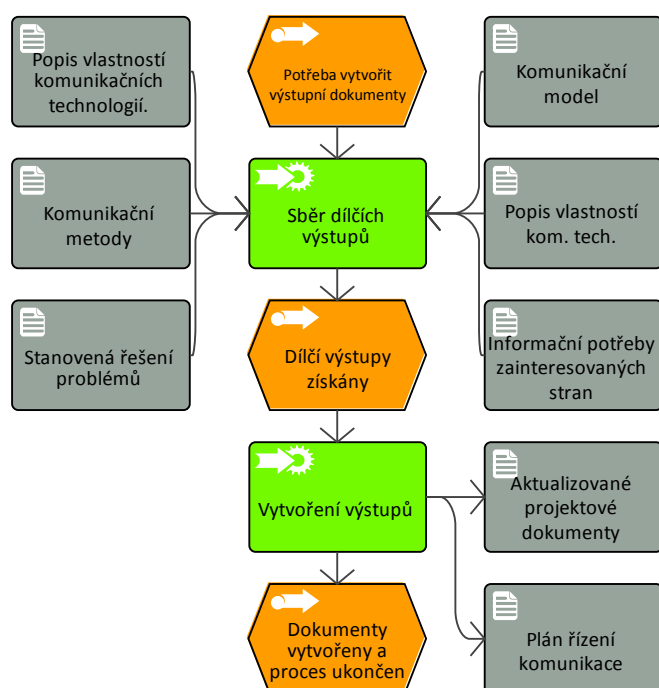 Popis vlastností
komunikačních
technologií.
Potřeba vytvořit
výstupní dokumenty
Komunikační
model
Komunikační
metody
Sběr dílčích
výstupů
Popis vlastností
kom. tech.
Stanovená řešení
problémů
Dílčí výstupy
získány
Informační potřeby
zainteresovaných
stran
Vytvoření výstupů
Aktualizované
projektové
dokumenty
Dokumenty
vytvořeny a
proces ukončen
Plán řízení
komunikace